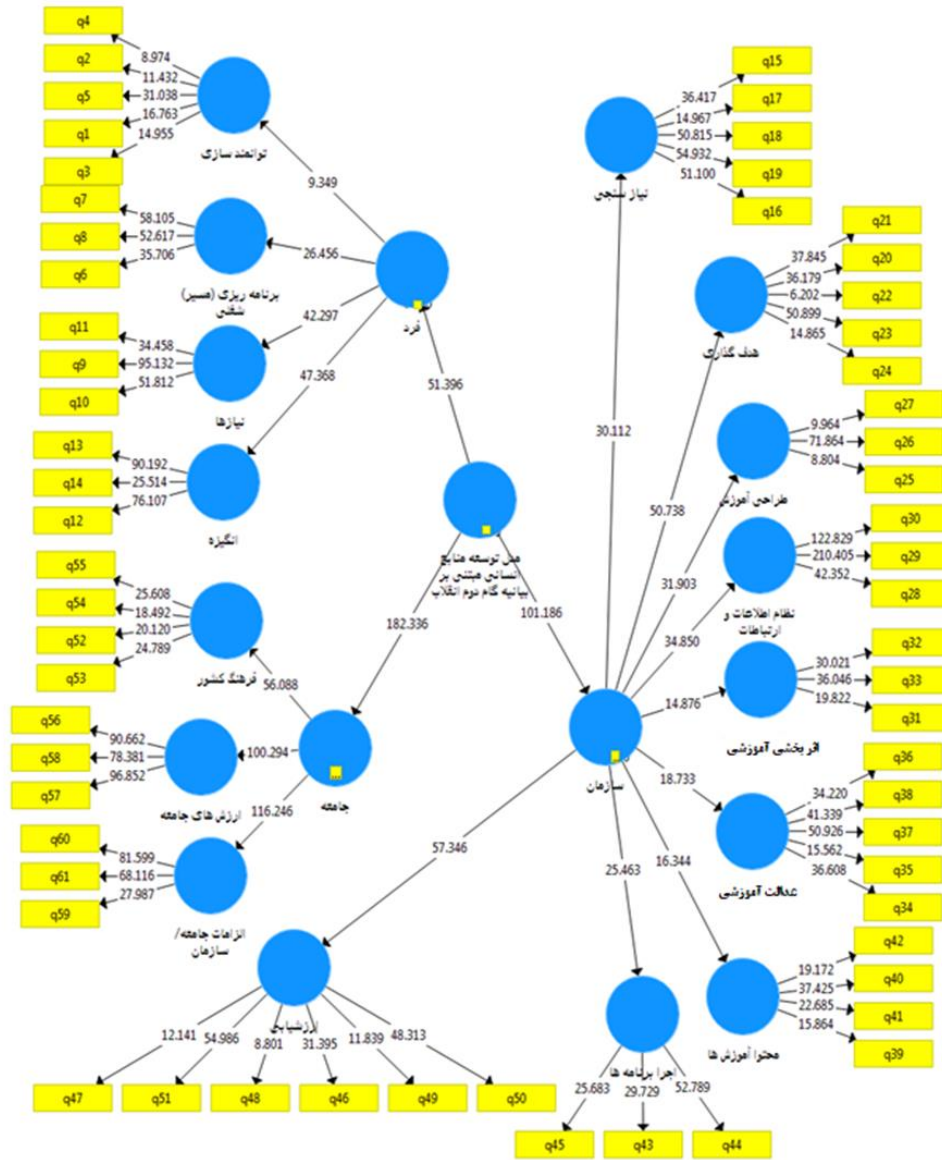 q4
q2
q5
q1
q3
8.974
11.432
31.038
16.763
14.955
توانمند سازی
9.349
q7
q8
q6
58.105
52.617
35.706
برنامه ریزی (مسیر)
شغلی
26.456
q11
q9
q10
34.458
95.132
51.812
نیازها
42.297
q13
q14
q12
90.192
25.514
76.107
انگیزه
47.368
فرد
51.396
مدل توسعه منابع
انسانی مبتنی بر
بیانیه گام دوم انقلاب
182.336
101.186
q55
q54
q52
q53
25.608
18.492
20.120
24.789
فرهنگ کشور
56.088
q56
q58
q57
90.662
78.381
96.852
ارزش های جامعه
100.294
q60
q61
q59
81.599
68.116
27.987
الزامات جامعه/
سازمان
116.246
جامعه
q15
q17
q18
q19
q16
36.417
14.967
50.815
54.932
51.100
نیاز سنجی
30.112
q21
q20
q22
q23
q24
37.845
36.179
6.202
50.899
14.865
هدف گذاری
50.738
q27
q26
q25
9.964
71.864
8.804
طراحی آموزش
31.903
q30
q29
q28
122.829
210.405
42.352
نظام اطلاعات و
ارتباطات
34.850
q32
q33
q31
30.021
36.046
19.822
اثر بخشی آموزشی
14.876
q36
q38
q37
q35
q34
34.220
41.339
50.926
15.562
36.608
عدالت آموزشی
18.733
q42
q40
q41
q39
19.172
37.425
22.685
15.864
محتوا آموزش ها
16.344
سازمان
57.346
25.463
ارزشیابی
12.141
54.986
8.801
31.395
11.839
48.313
q47
q51
q48
q46
q49
q50
اجرا برنامه ها
25.683
29.729
52.789
q45
q43
q44